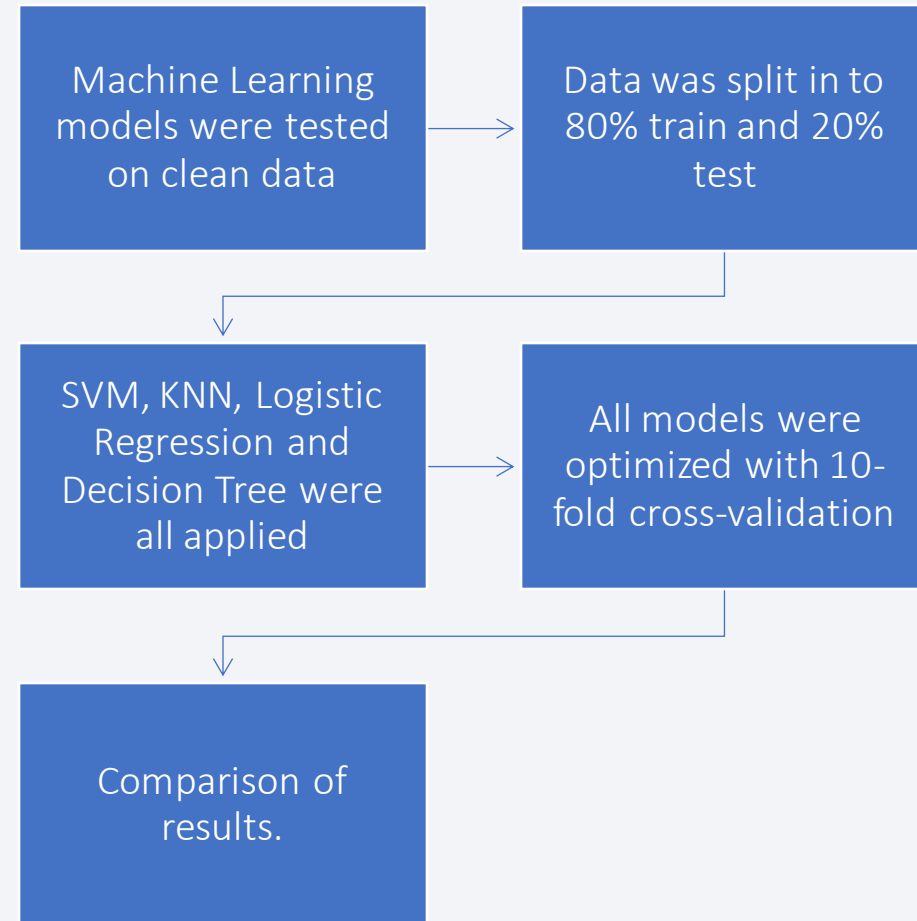 Machine Learning
models were tested
on clean data
Data was split in to
80% train and 20%
test
SVM, KNN, Logistic
Regression and
Decision Tree were
all applied
All models were
optimized with 10-
fold cross-validation
Comparison of
results.